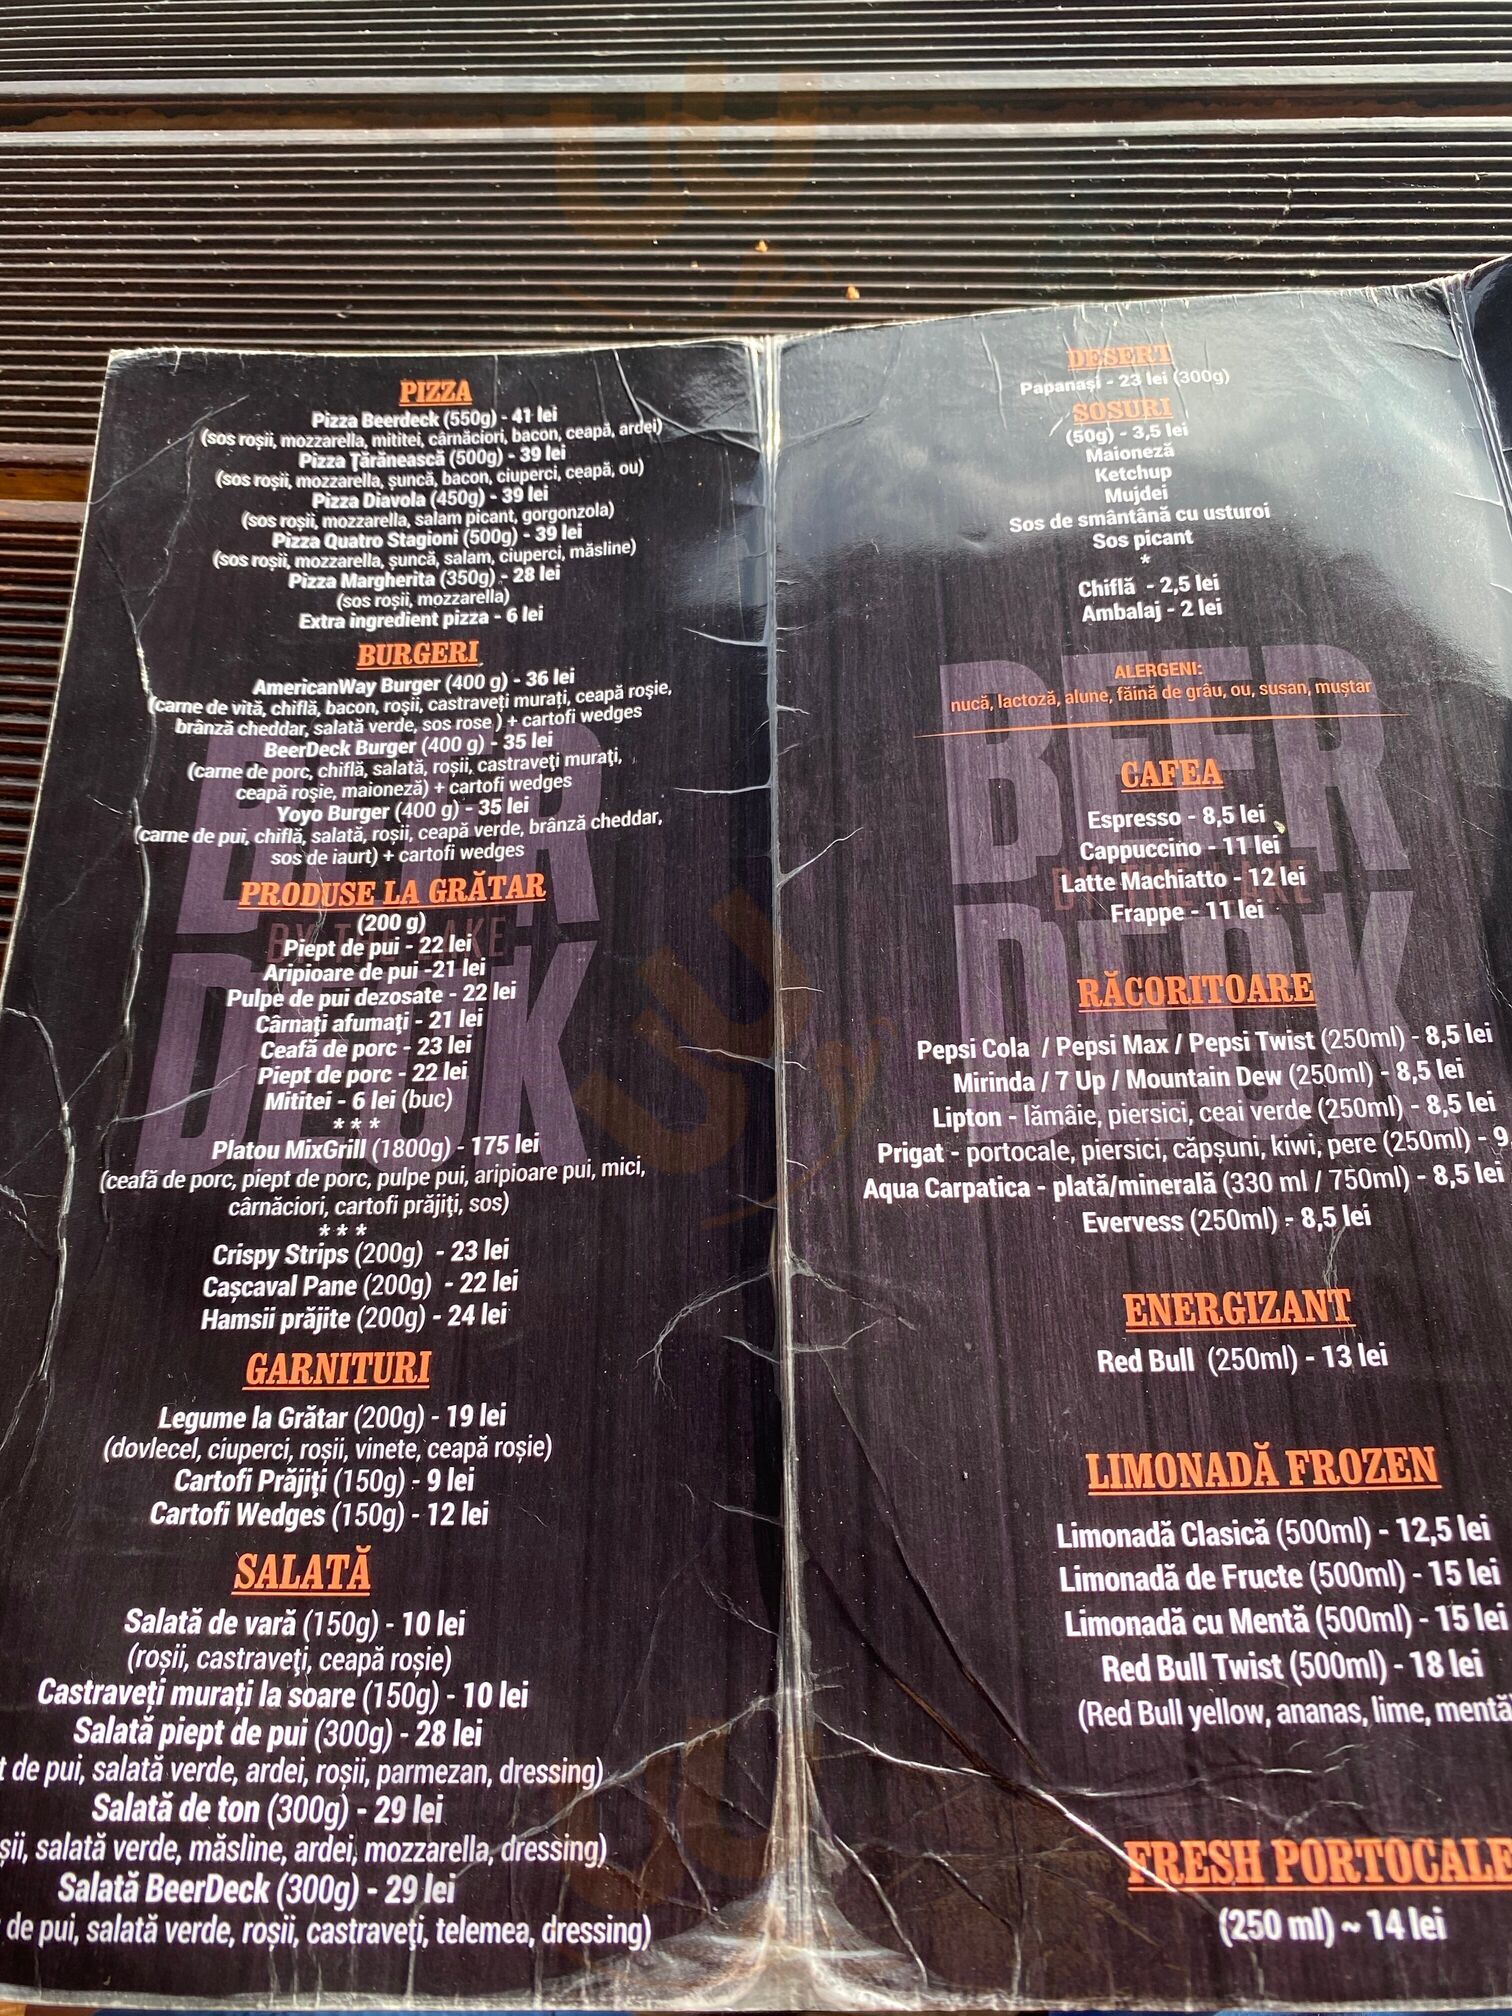 PIZZA
Pizza Beerdeck (550g) - 41 lei
(sos roșii, mozzarella, mititei, cârnăciori, bacon, ceapă, ardei)
Pizza Țărănească (500g) - 39 lei
(sos roșii, mozzarella, șuncă, bacon, ciuperci, ceapă, ou)
Pizza Diavola (450g) - 39 lei
(sos roșii, mozzarella, salam picant, gorgonzola)
Pizza Quatro Stagioni (500g) - 39 lei
(sos roșii, mozzarella, șuncă, salam, ciuperci, măsline)
Pizza Margherita (350g) - 28 lei
(sos roșii, mozzarella)
Extra ingredient pizza - 6 lei
BURGERI
AmericanWay Burger (400 g) - 36 lei
(carne de vită, chiflă, bacon, roșii, castraveți murați, ceapă roșie,
brânză cheddar, salată verde, sos rose ) + cartofi wedges
BeerDeck Burger (400 g) - 35 lei
(carne de porc, chiflă, salată, roșii, castraveți murați,
ceapă roșie, maioneză) + cartofi wedges
Yoyo Burger (400 g) - 35 lei
(carne de pui, chiflă, salată, roșii, ceapă verde, brânză cheddar,
sos de iaurt) + cartofi wedges
PRODUSE LA GRĂTAR
(200 g)
Piept de pui - 22 lei
Aripioare de pui -21 lei
Pulpe de pui dezosate - 22 lei
Cârnați afumați - 21 lei
Ceafă de porc - 23 lei
Piept de porc - 22 lei
Mititei - 6 lei (buc)
* * *
Platou MixGrill (1800g) - 175 lei
(ceafă de porc, piept de porc, pulpe pui, aripioare pui, mici,
cârnăciori, cartofi prăjiți, sos)
* * *
Crispy Strips (200g) - 23 lei
Cașcaval Pane (200g) - 22 lei
Hamsii prăjite (200g) - 24 lei
GARNITURI
Legume la Grătar (200g) - 19 lei
(dovlecel, ciuperci, roșii, vinete, ceapă roșie)
Cartofi Prăjiți (150g) - 9 lei
Cartofi Wedges (150g) - 12 lei
SALATĂ
Salată de vară (150g) - 10 lei
(roșii, castraveți, ceapă roșie)
Castraveți murați la soare (150g) - 10 lei
Salată piept de pui (300g) - 28 lei
t de pui, salată verde, ardei, roșii, parmezan, dressing)
Salată de ton (300g) - 29 lei
șii, salată verde, măsline, ardei, mozzarella, dressing)
Salată BeerDeck (300g) - 29 lei
de pui, salată verde, roșii, castraveți, telemea, dressing)
BEER
BY THE LAKE
DECK
DESERT
Papanași - 23 lei (300g)
SOSURI
(50g) - 3,5 lei
Maioneză
Ketchup
Mujdei
Sos de smântână cu usturoi
Sos picant
*
Chiflă - 2,5 lei
Ambalaj - 2 lei
ALERGENI:
nucă, lactoză, alune, făină de grâu, ou, susan, muștar
CAFEA
Espresso - 8,5 lei
Cappuccino - 11 lei
Latte Machiatto - 12 lei
Frappe - 11 lei
RĂCORITOARE
Pepsi Cola / Pepsi Max / Pepsi Twist (250ml) - 8,5 lei
Mirinda / 7 Up / Mountain Dew (250ml) - 8,5 lei
Lipton - lămâie, piersici, ceai verde (250ml) - 8,5 lei
Prigat - portocale, piersici, căpșuni, kiwi, pere (250ml) - 9
Aqua Carpatica - plată/minerală (330 ml / 750ml) - 8,5 lei
Evervess (250ml) - 8,5 lei
ENERGIZANT
Red Bull (250ml) - 13 lei
LIMONADĂ FROZEN
Limonadă Clasică (500ml) - 12,5 lei
Limonadă de Fructe (500ml) - 15 lei
Limonadă cu Mentă (500ml) - 15 lei
Red Bull Twist (500ml) - 18 lei
(Red Bull yellow, ananas, lime, mentă
FRESH PORTOCALE
(250 ml) ~ 14 lei
BEER
BY THE LAKE
DECK